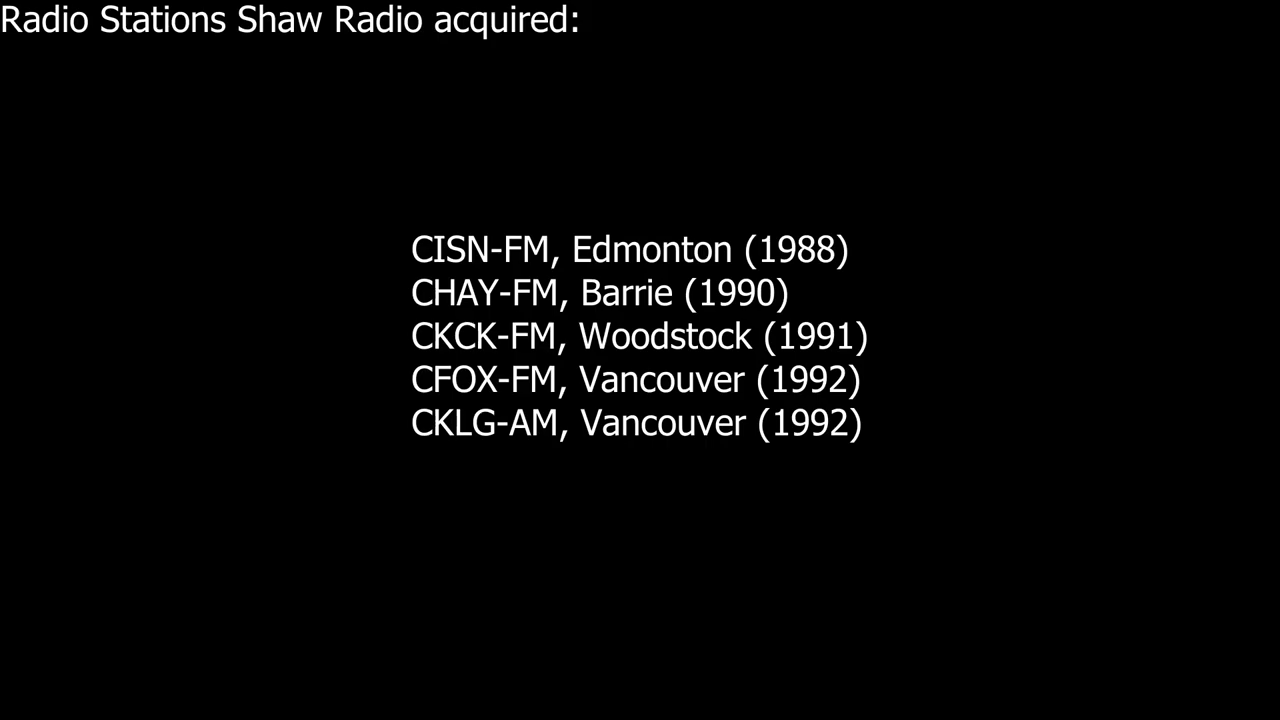 Radio Stations Shaw Radio acquired:
CISN-FM, Edmonton (1988)
CHAY-FM, Barrie (1990)
CKCK-FM, Woodstock (1991)
CFOX-FM, Vancouver (1992)
CKLG-AM, Vancouver (1992)